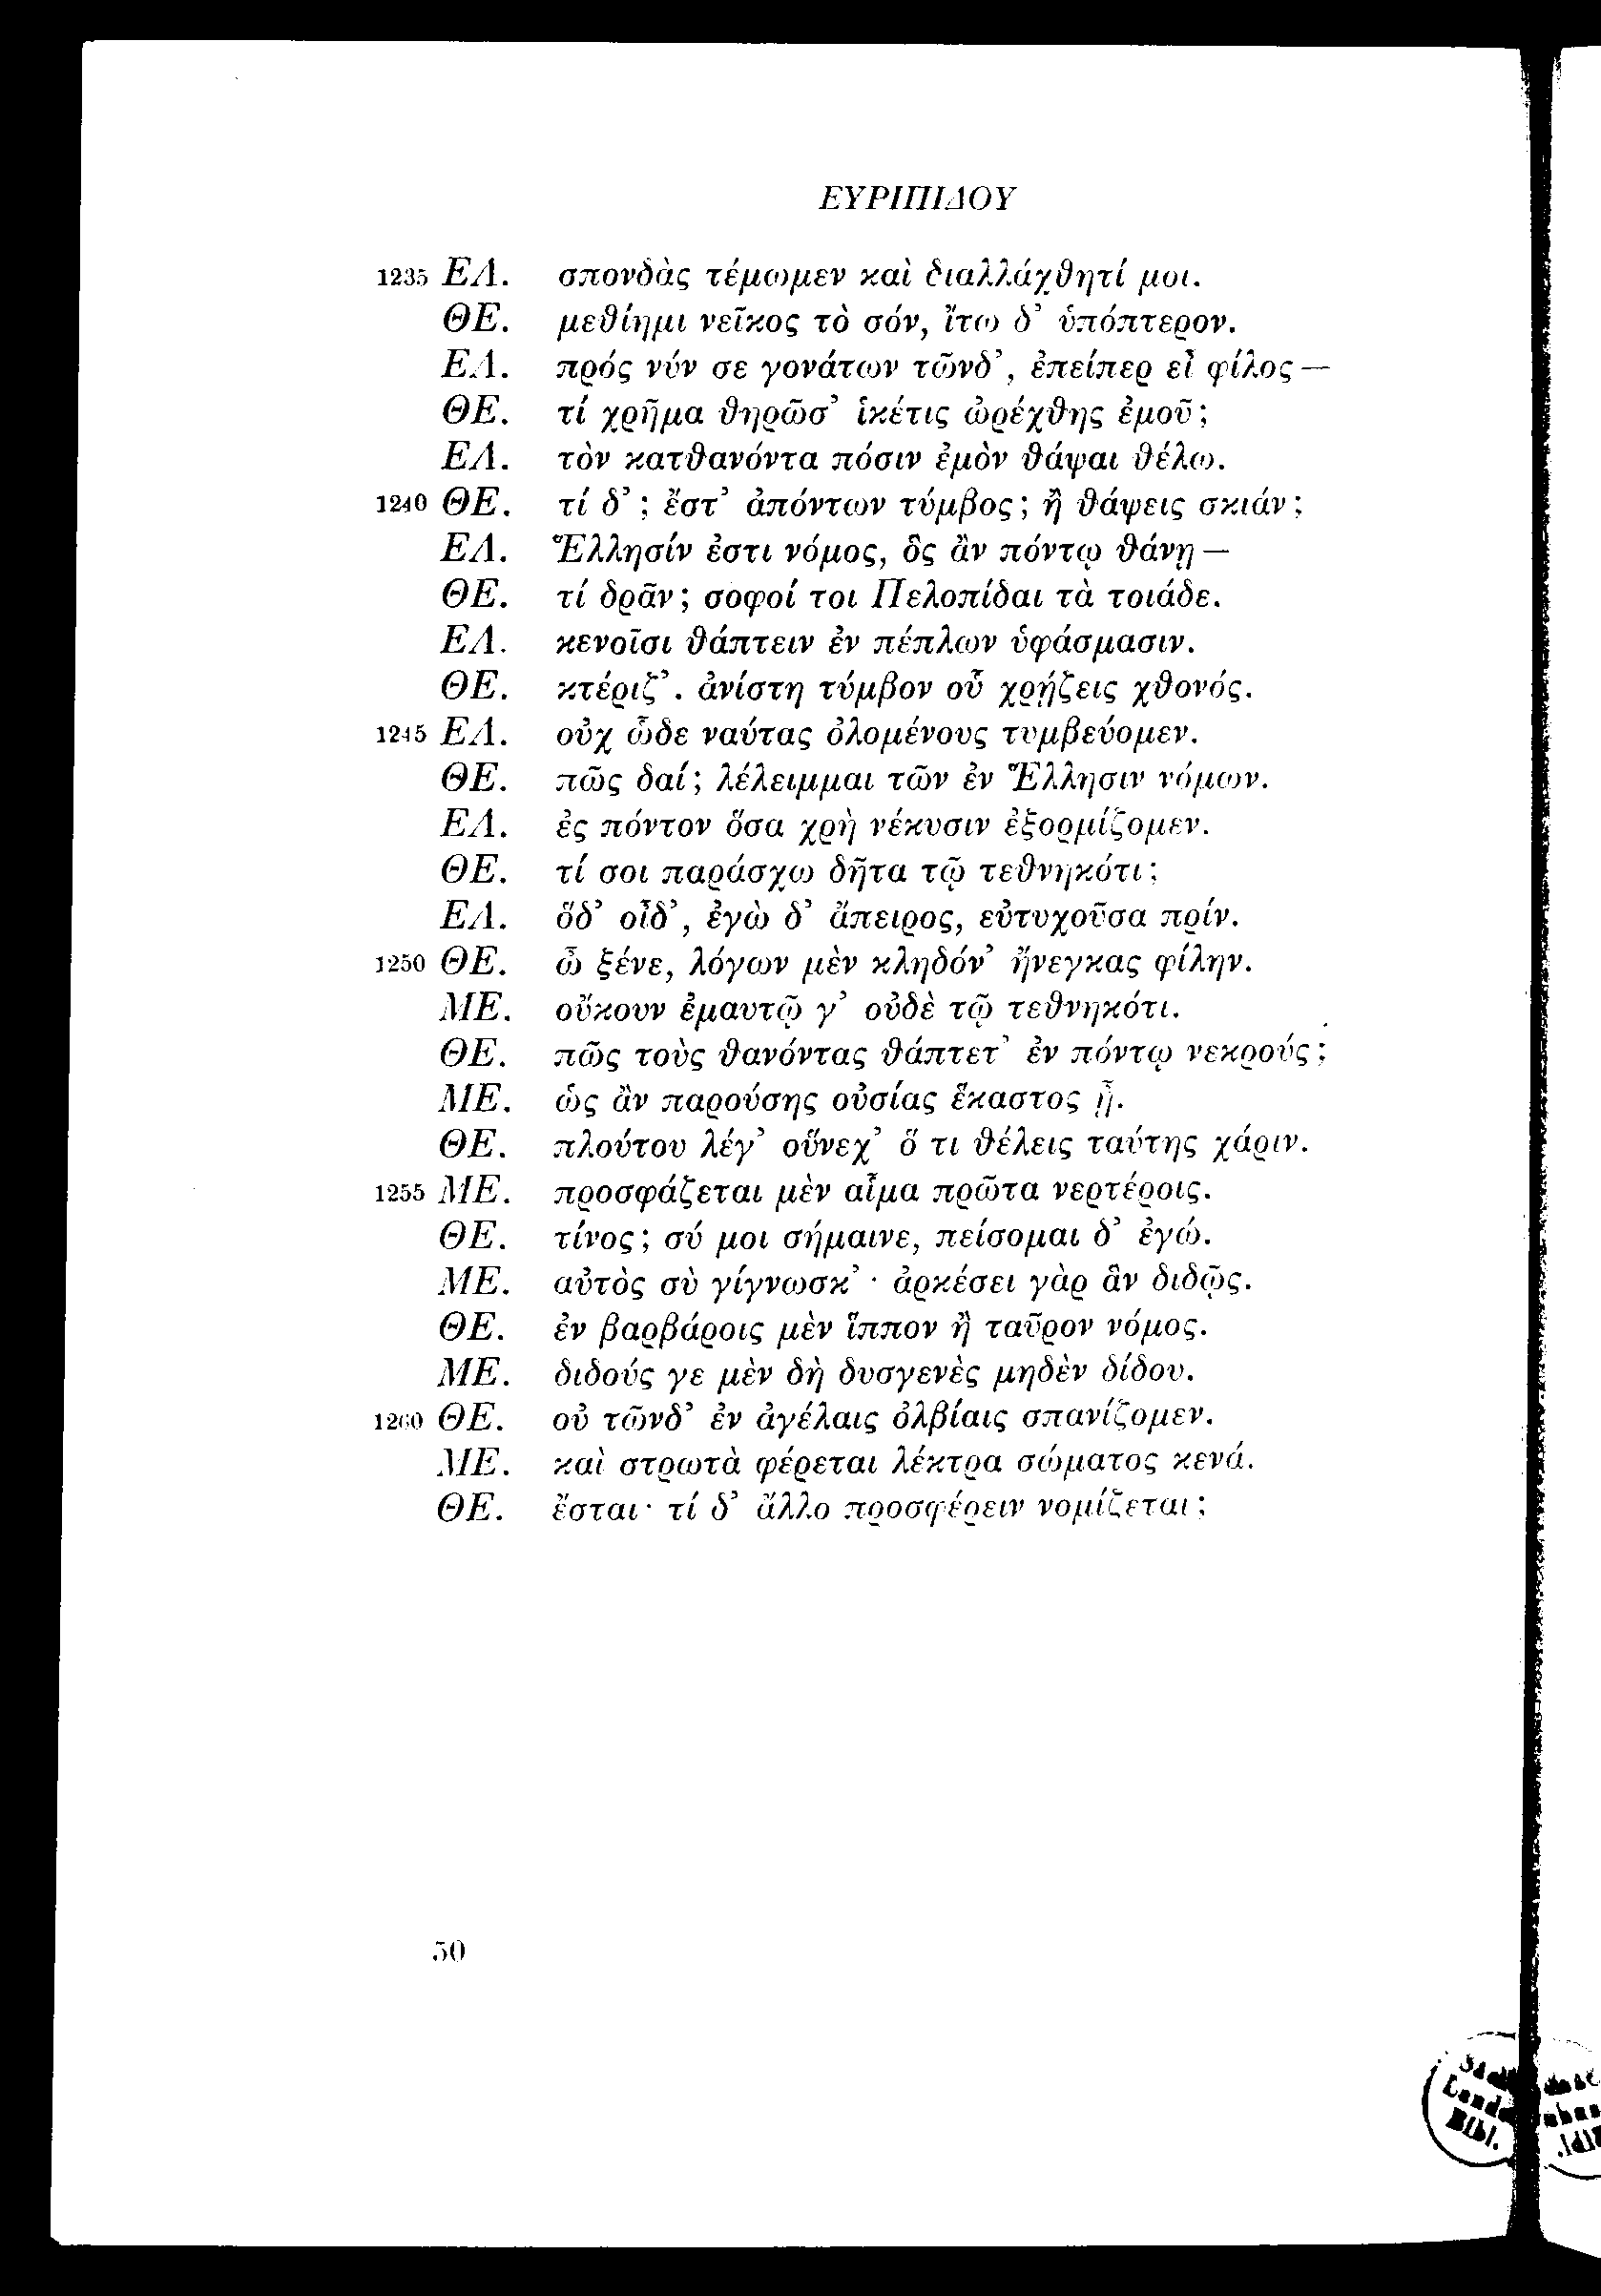 ΕΥΡΙΠΙΔΟΥ
1235 ΕΛ. σπονδὰς τέμωμεν καὶ διαλλάχθητί μοι.
ΘΕ. μεθίημι νεῖκος τὸ σόν, ἴτω δ’ ὑπόπτερον.
ΕΛ. πρός νύν σε γονάτων τῶνδ’, ἐπείπερ εἶ φίλος —
ΘΕ. τί χρῆμα θηρῶσ’ ἱκέτις ὠρέχθης ἐμοῦ;
ΕΛ. τὸν κατθανόντα πόσιν ἐμὸν θάψαι θέλω.
1240 ΘΕ. τί δ’; ἔστ’ ἀπόντων τύμβος; ἢ θάψεις σκιάν;
ΕΛ. Ἕλλησίν ἐστι νόμος, ὃς ἂν πόντῳ θάνῃ —
ΘΕ. τί δρᾶν; σοφοί τοι Πελοπίδαι τὰ τοιάδε.
ΕΛ. κενοῖσι θάπτειν ἐν πέπλων ὑφάσμασιν.
ΘΕ. κτέριζ’. ἀνίστη τύμβον οὗ χρῄζεις χθονός.
1245 ΕΛ. οὐχ ὧδε ναύτας ὀλομένους τυμβεύομεν.
ΘΕ. πῶς δαί; λέλειμμαι τῶν ἐν Ἕλλησιν νόμων.
ΕΛ. ἐς πόντον ὅσα χρὴ νέκυσιν ἐξορμίζομεν.
ΘΕ. τί σοι παράσχω δῆτα τῷ τεθνηκότι;
ΕΛ. ὅδ’ οἶδ’, ἐγὼ δ’ ἄπειρος, εὐτυχοῦσα πρίν.
1250 ΘΕ. ὦ ξένε, λόγων μὲν κληδόν’ ἤνεγκας φίλην.
ΜΕ. οὔκουν ἐμαυτῷ γ’ οὐδὲ τῷ τεθνηκότι.
ΘΕ. πῶς τοὺς θανόντας θάπτετ’ ἐν πόντῳ νεκρούς;
ΜΕ. ὡς ἂν παρούσης οὐσίας ἕκαστος ᾖ.
ΘΕ. πλούτου λέγ’ οὕνεχ’ ὅ τι θέλεις ταύτης χάριν.
1255 ΜΕ. προσφάζεται μὲν αἷμα πρῶτα νερτέροις.
ΘΕ. τίνος; σύ μοι σήμαινε, πείσομαι δ’ ἐγώ.
ΜΕ. αὐτὸς σὺ γίγνωσκ’· ἀρκέσει γὰρ ἃν διδῷς.
ΘΕ. ἐν βαρβάροις μὲν ἵππον ἢ ταῦρον νόμος.
ΜΕ. διδούς γε μὲν δὴ δυσγενὲς μηδὲν δίδου.
1260 ΘΕ. οὐ τῶνδ’ ἐν ἀγέλαις ὀλβίαις σπανίζομεν.
ΜΕ. καὶ στρωτὰ φέρεται λέκτρα σώματος κενά.
ΘΕ. ἔσται· τί δ’ ἄλλο προσφέρειν νομίζεται;
50
Bibl.